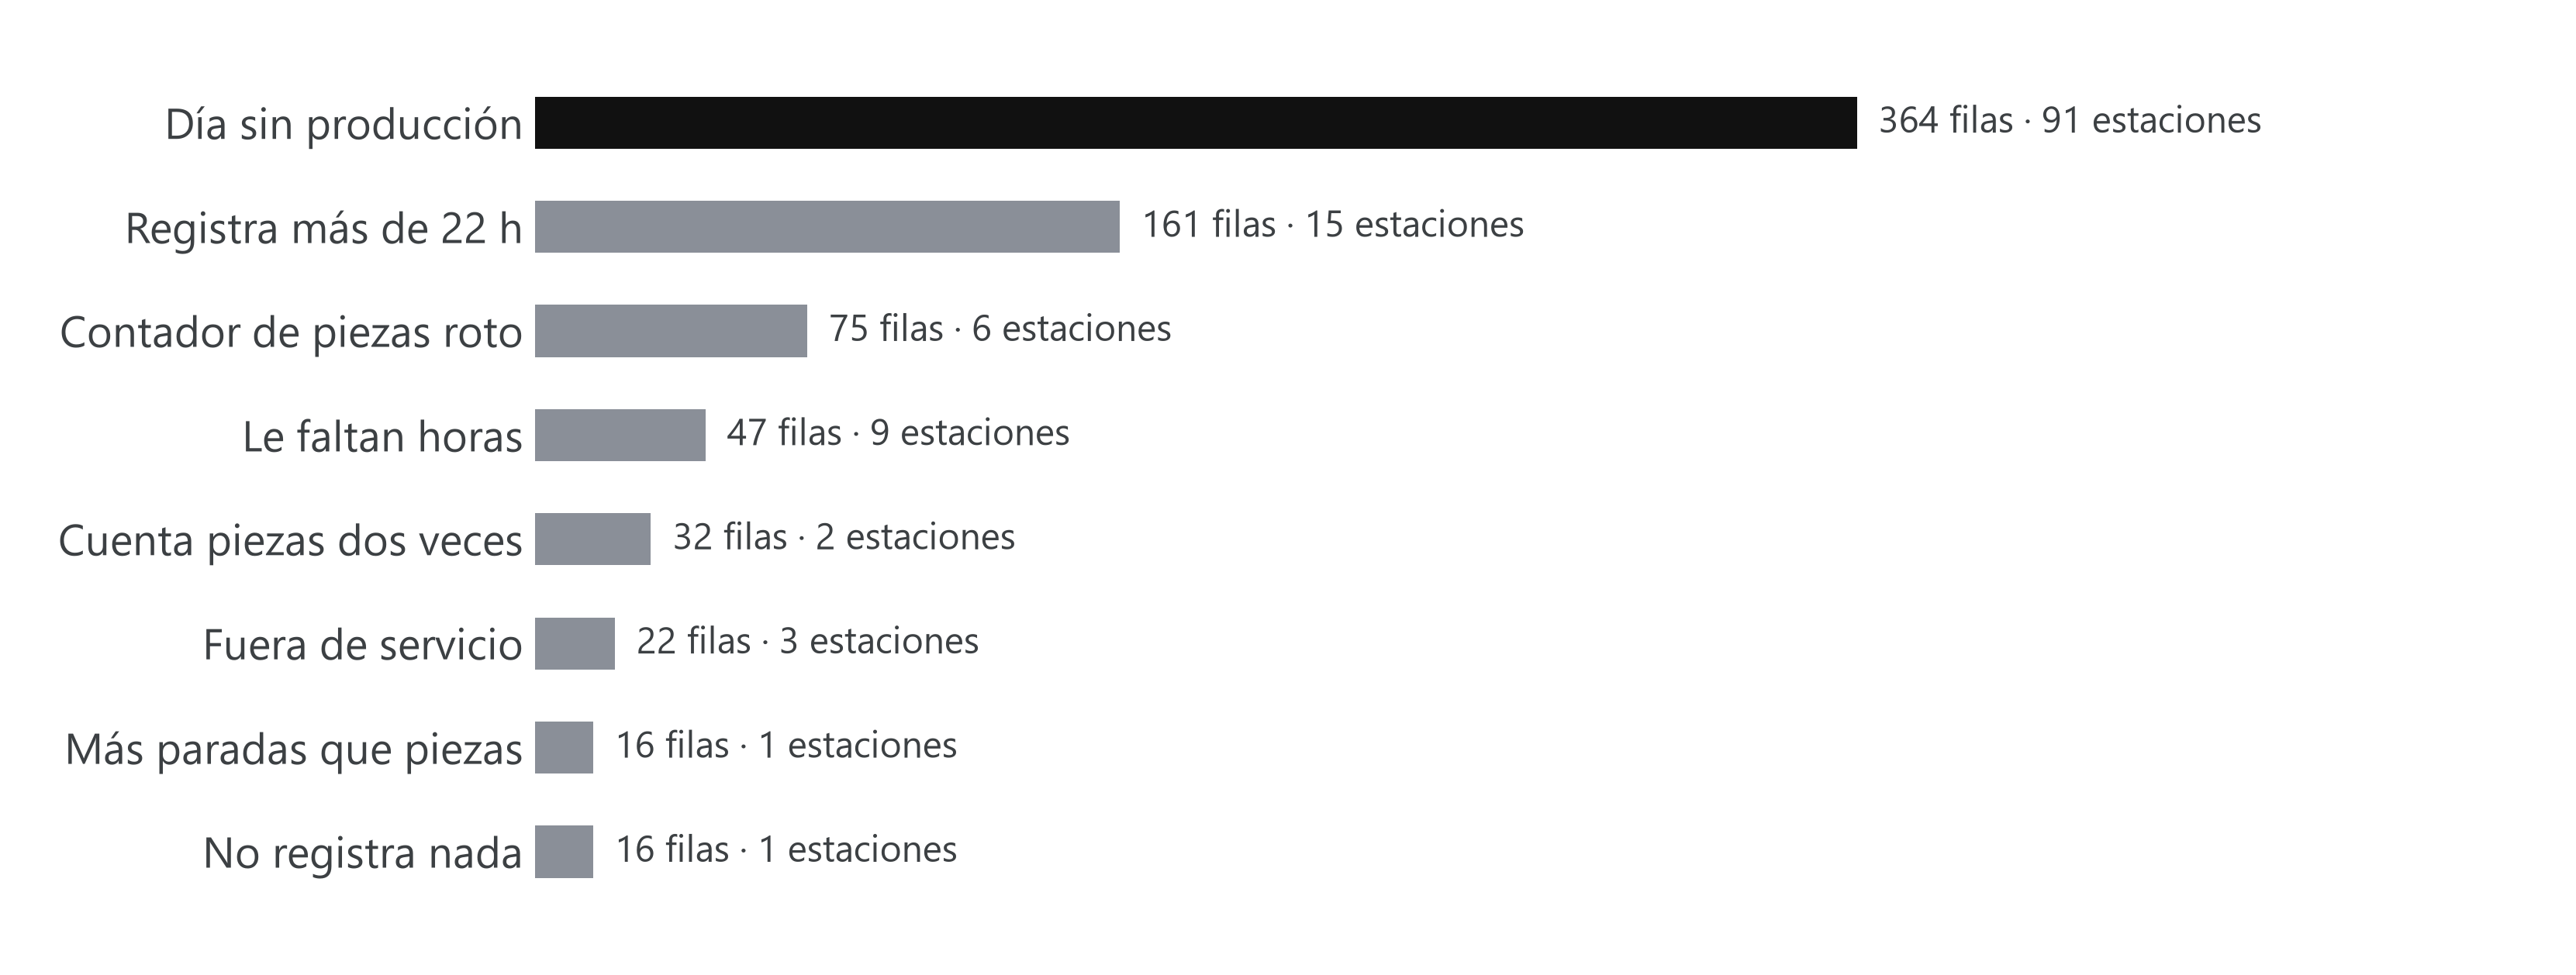 Día sin producción 364 filas · 91 estaciones
Registra más de 22 h 161 filas · 15 estaciones
Contador de piezas roto 75 filas · 6 estaciones
Le faltan horas 47 filas · 9 estaciones
Cuenta piezas dos veces 32 filas · 2 estaciones
Fuera de servicio 22 filas · 3 estaciones
Más paradas que piezas 16 filas · 1 estaciones
No registra nada 16 filas · 1 estaciones